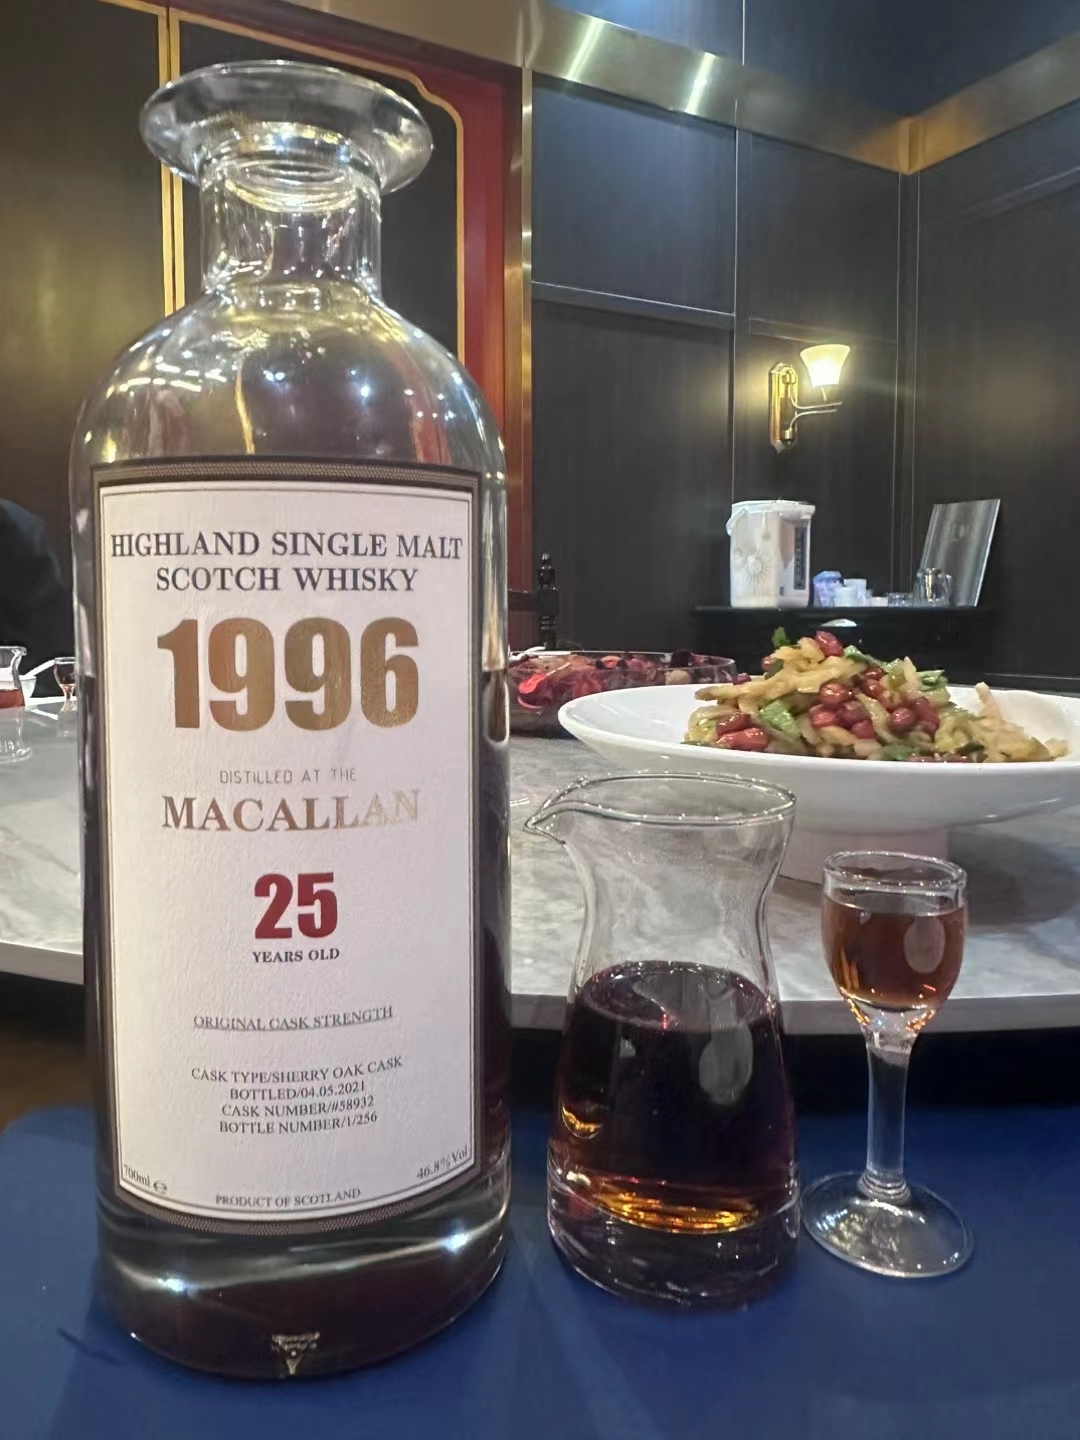 HIGHLAND SINGLE MALT
SCOTCH WHISKY
1996
DISTILLED AT THE
MACALLAN
25
YEARS OLD
ORIGINAL CASK STRENGTH
CASK TYPE/SHERRY OAK CASK
BOTTLED/04.05.2021
CASK NUMBER/#58932
BOTTLE NUMBER/1/256
700ml ℮
46.8%Vol
PRODUCT OF SCOTLAND